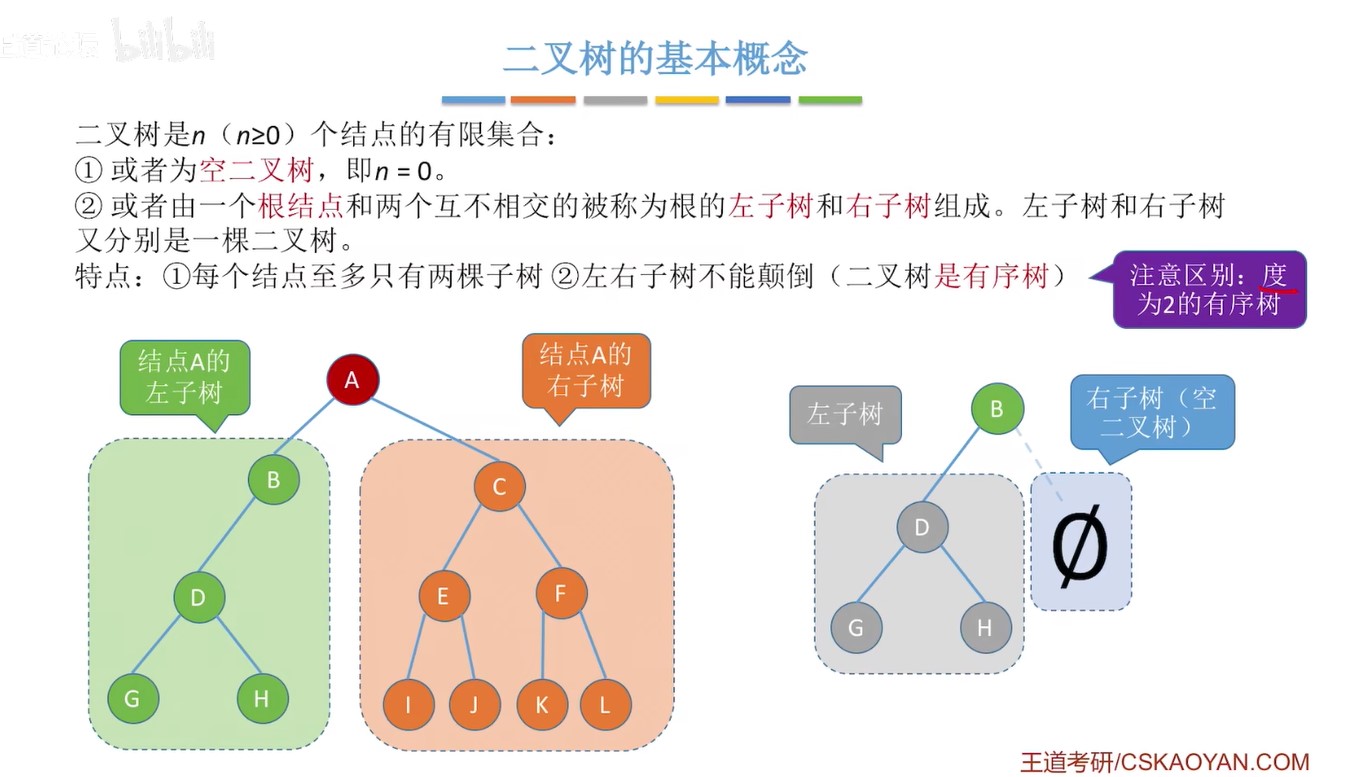 bilibili
二叉树的基本概念
二叉树是n（n≥0）个结点的有限集合：
① 或者为空二叉树，即n = 0。
② 或者由一个根结点和两个互不相交的被称为根的左子树和右子树组成。左子树和右子树
又分别是一棵二叉树。
特点：①每个结点至多只有两棵子树 ②左右子树不能颠倒（二叉树是有序树）
注意区别：度
为2的有序树
结点A的
左子树
A
结点A的
右子树
B
C
D
E
F
G
H
I
J
K
L
左子树
B
右子树（空
二叉树）
D
∅
G
H
王道考研/CSKAOYAN.COM